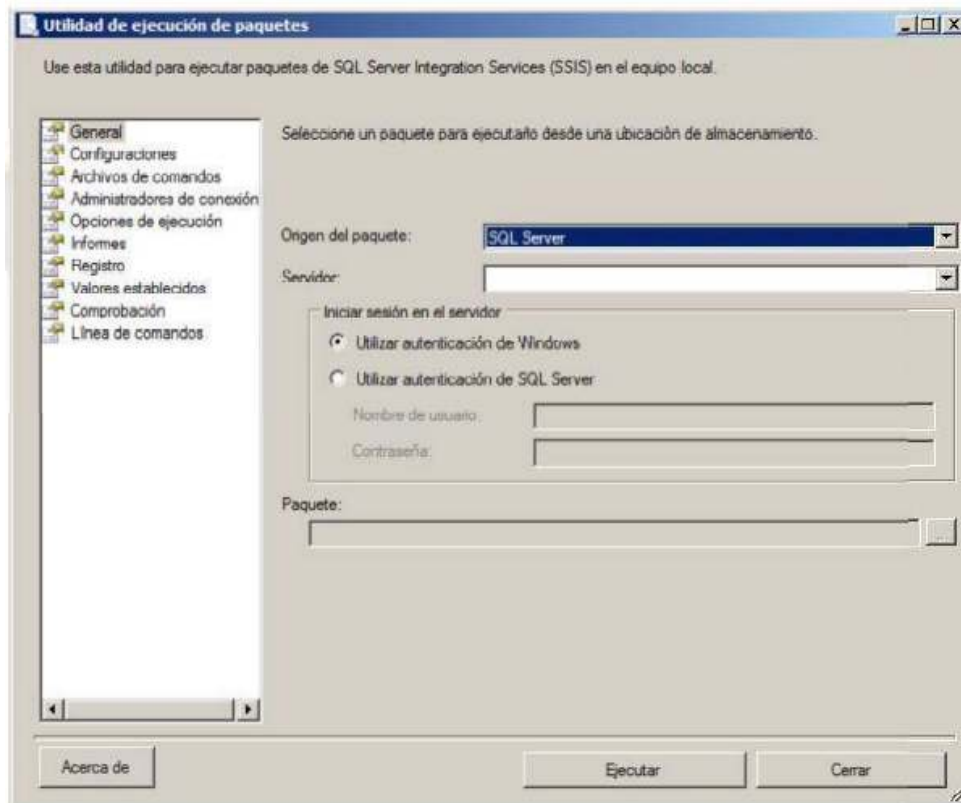 Utilidad de ejecución de paquetes
Use esta utilidad para ejecutar paquetes de SQL Server Integration Services (SSIS) en el equipo local.
General
Configuraciones
Archivos de comandos
Administradores de conexión
Opciones de ejecución
Informes
Registro
Valores establecidos
Comprobación
Línea de comandos
Seleccione un paquete para ejecutarlo desde una ubicación de almacenamiento.
Origen del paquete:
SQL Server
Servidor:
Iniciar sesión en el servidor
Utilizar autenticación de Windows
Utilizar autenticación de SQL Server
Nombre de usuario:
Contraseña:
Paquete:
...
Acerca de
Ejecutar
Cerrar